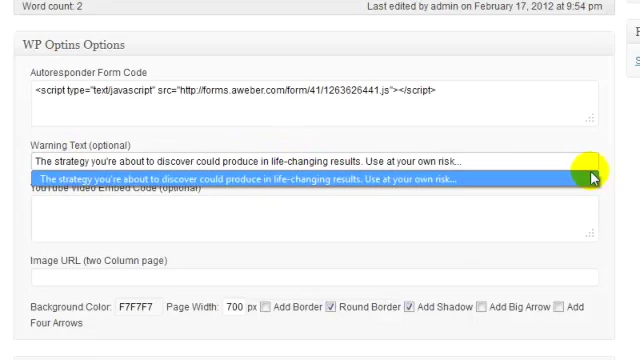 Word count: 2 Last edited by admin on February 17, 2012 at 9:54 pm
WP Optins Options
Autoresponder Form Code
<script type="text/javascript" src="http://forms.aweber.com/form/41/1263626441.js"></script>
Warning Text (optional)
The strategy you're about to discover could produce in life-changing results. Use at your own risk...
The strategy you're about to discover could produce in life-changing results. Use at your own risk...
YouTube Video Embed Code (optional)
Image URL (two Column page)
Background Color: F7F7F7 Page Width: 700 px Add Border Round Border Add Shadow Add Big Arrow Add
Four Arrows